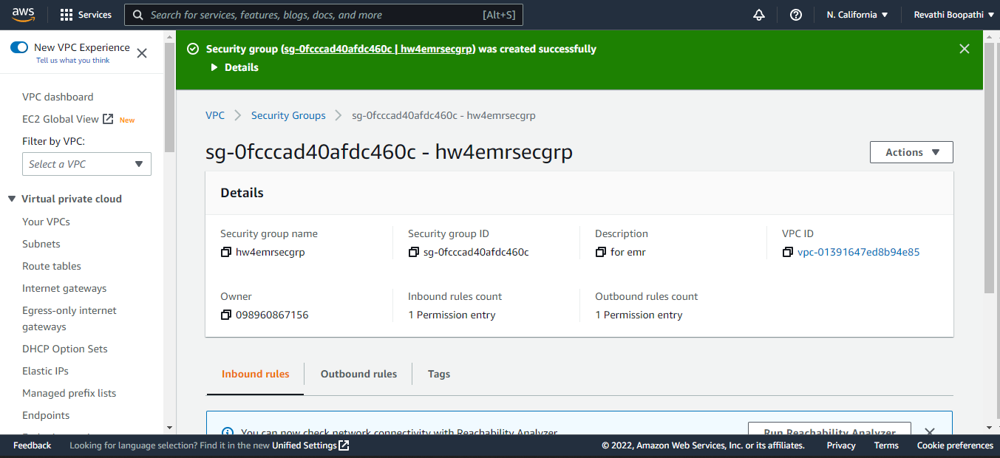 aws
Services
Search for services, features, blogs, docs, and more [Alt+S]
N. California
Revathi Boopathi
New VPC Experience
Tell us what you think
VPC dashboard
EC2 Global View New
Filter by VPC:
Select a VPC
Virtual private cloud
Your VPCs
Subnets
Route tables
Internet gateways
Egress-only internet
gateways
DHCP Option Sets
Elastic IPs
Managed prefix lists
Endpoints
Security group (sg-0fcccad40afdc460c | hw4emrsecgrp) was created successfully
Details
VPC
Security Groups
sg-0fcccad40afdc460c - hw4emrsecgrp
sg-0fcccad40afdc460c - hw4emrsecgrp
Actions
Details
Security group name
hw4emrsecgrp
Security group ID
sg-0fcccad40afdc460c
Description
for emr
VPC ID
vpc-01391647ed8b94e85
Owner
098960867156
Inbound rules count
1 Permission entry
Outbound rules count
1 Permission entry
Inbound rules
Outbound rules
Tags
You can now check network connectivity with Reachability Analyzer
Run Reachability Analyzer
Feedback
Looking for language selection? Find it in the new Unified Settings
© 2022, Amazon Web Services, Inc. or its affiliates.
Privacy
Terms
Cookie preferences